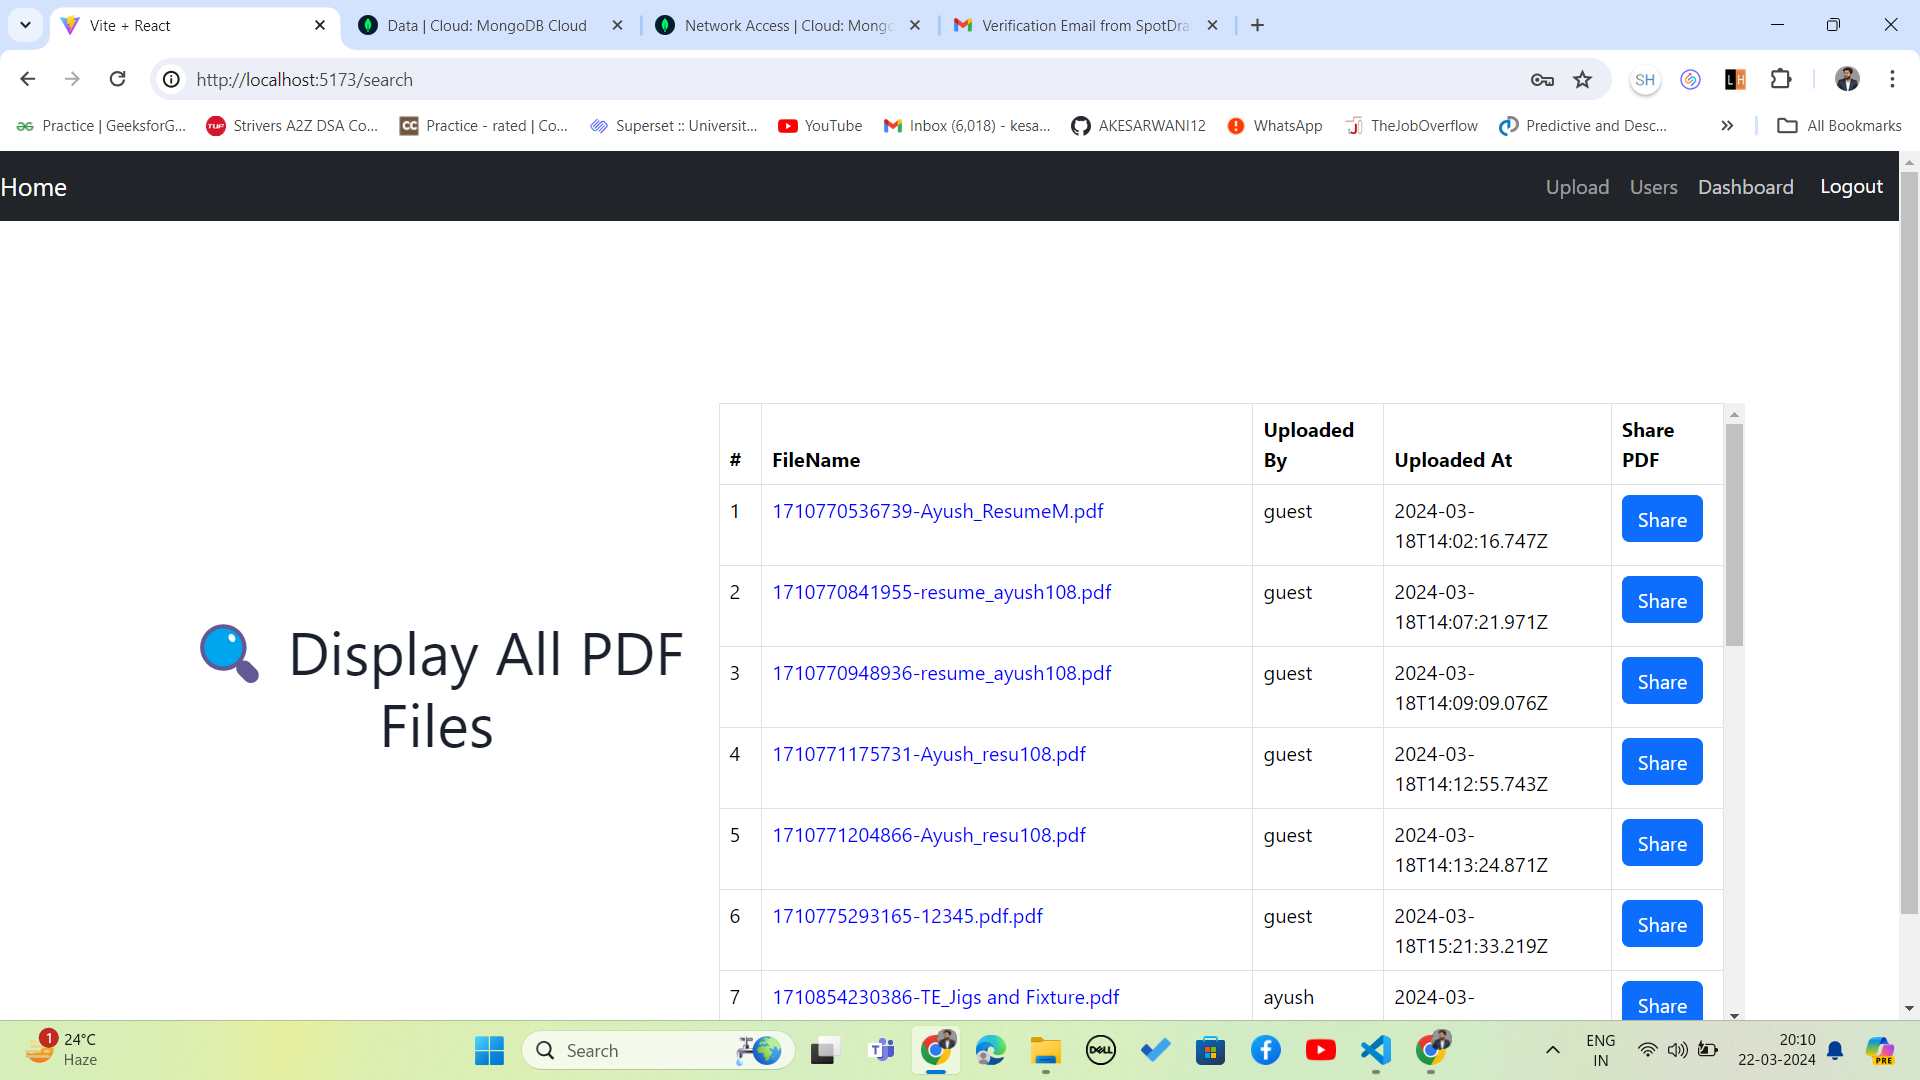 Vite + React
Data | Cloud: MongoDB Cloud
Network Access | Cloud: Mong
Verification Email from SpotDra
http://localhost:5173/search
SH
LH
Practice | GeeksforG...
TUF
Strivers A2Z DSA Co...
CC
Practice - rated | Co...
Superset :: Universit...
YouTube
Inbox (6,018) - kesa...
AKESARWANI12
WhatsApp
TheJobOverflow
Predictive and Desc...
All Bookmarks
Home
Upload
Users
Dashboard
Logout
Display All PDF
Files
# FileName Uploaded By Uploaded At Share PDF
1 1710770536739-Ayush_ResumeM.pdf guest 2024-03-
18T14:02:16.747Z Share
2 1710770841955-resume_ayush108.pdf guest 2024-03-
18T14:07:21.971Z Share
3 1710770948936-resume_ayush108.pdf guest 2024-03-
18T14:09:09.076Z Share
4 1710771175731-Ayush_resu108.pdf guest 2024-03-
18T14:12:55.743Z Share
5 1710771204866-Ayush_resu108.pdf guest 2024-03-
18T14:13:24.871Z Share
6 1710775293165-12345.pdf.pdf guest 2024-03-
18T15:21:33.219Z Share
7 1710854230386-TE_Jigs and Fixture.pdf ayush 2024-03-
Share
1
24°C
Haze
Search
DELL
ENG
IN
20:10
22-03-2024
PRE